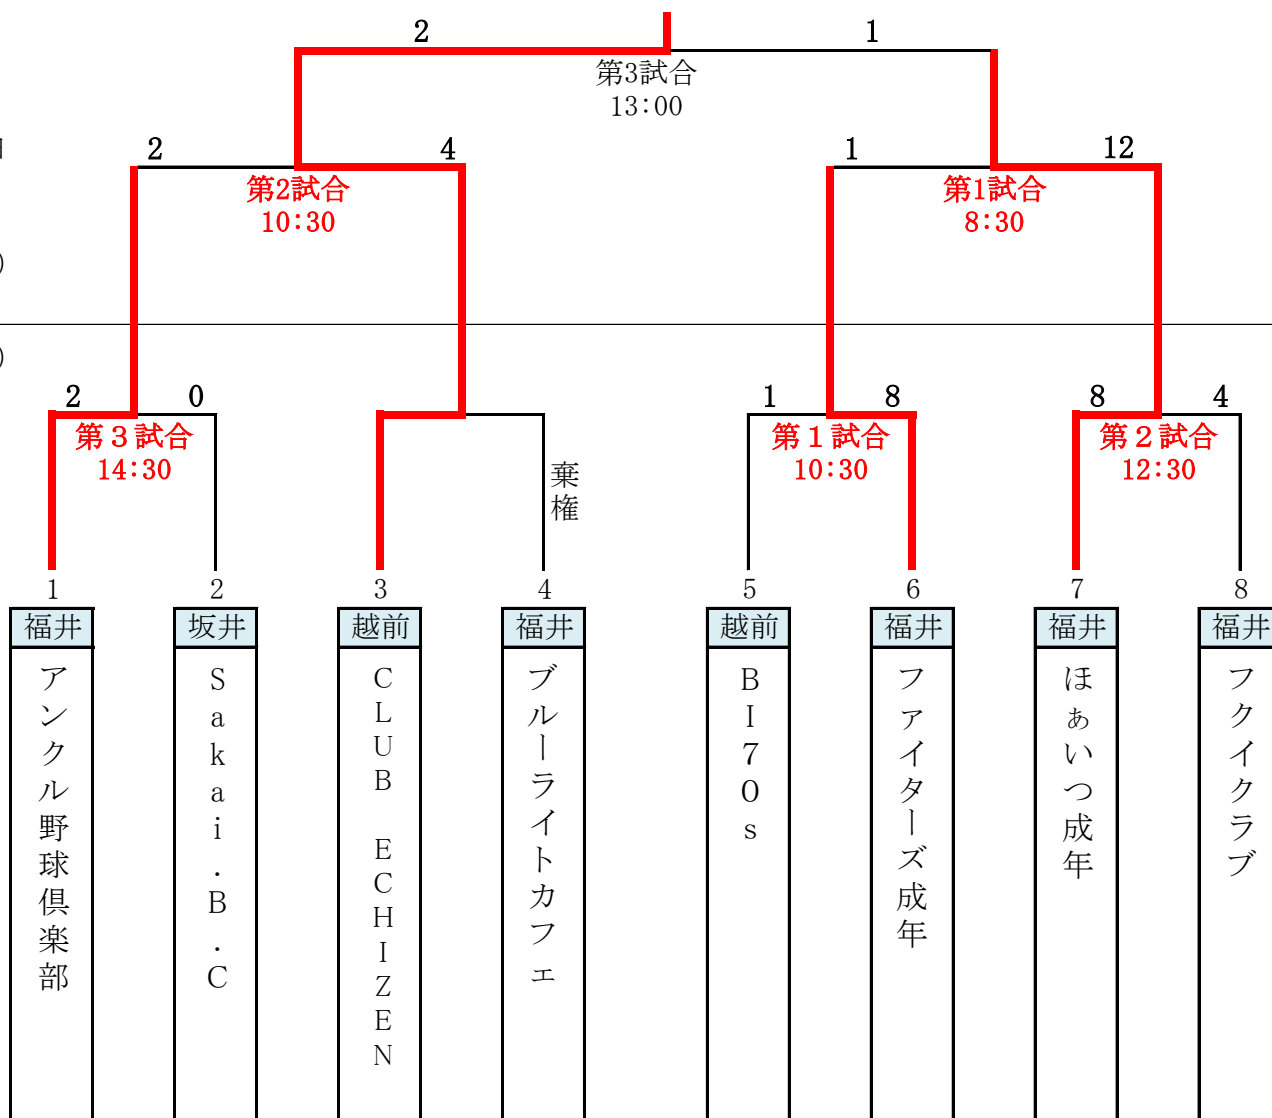 2 1
第3試合
13:00
2 4 1 12
第2試合 第1試合
10:30 8:30
)
)
2 0 1 8 8 4
第３試合 第１試合 第２試合
14:30 10:30 12:30
棄権
1 2 3 4 5 6 7 8
福井 坂井 越前 福井 越前 福井 福井 福井
アンクル野球倶楽部
Sakai.B.C
CLUB ECHIZEN
ブルーライトカフェ
BI70s
ファイターズ成年
ほぁいつ成年
フクイクラブ